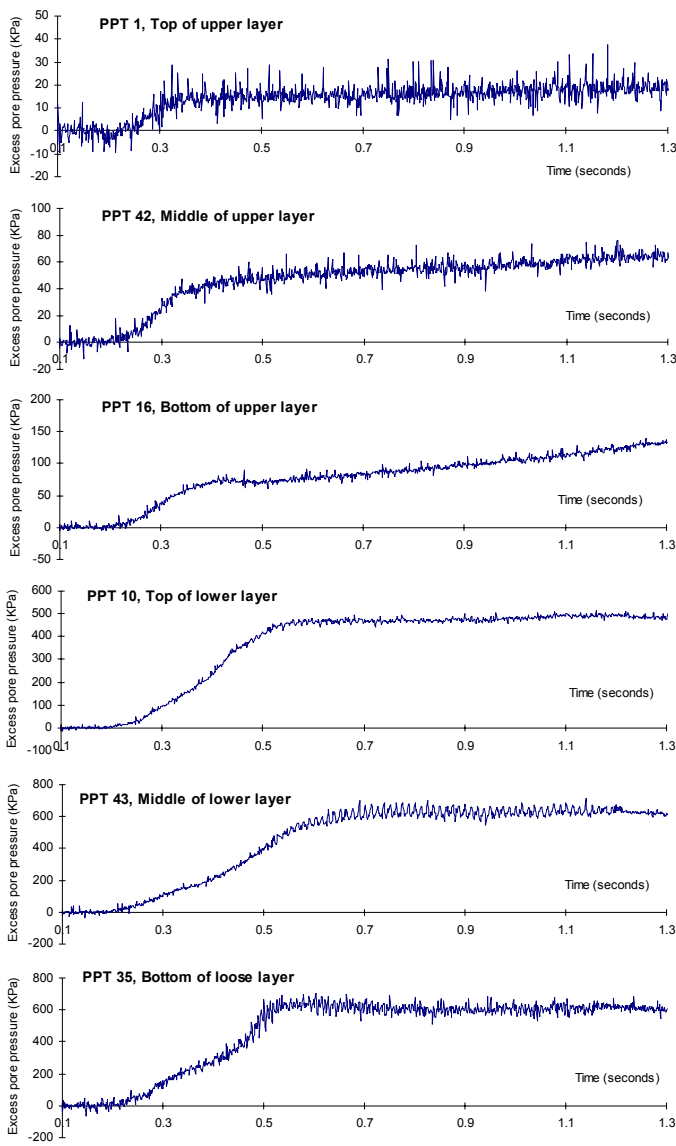 PPT 1, Top of upper layer
Excess pore pressure (KPa)
50
40
30
20
10
0
-10
-20
0.1 0.3 0.5 0.7 0.9 1.1 1.3
Time (seconds)
PPT 42, Middle of upper layer
Excess pore pressure (KPa)
100
80
60
40
20
0
-20
0.1 0.3 0.5 0.7 0.9 1.1 1.3
Time (seconds)
PPT 16, Bottom of upper layer
Excess pore pressure (KPa)
200
150
100
50
0
-50
0.1 0.3 0.5 0.7 0.9 1.1 1.3
Time (seconds)
PPT 10, Top of lower layer
Excess pore pressure (KPa)
600
500
400
300
200
100
0
-100
0.1 0.3 0.5 0.7 0.9 1.1 1.3
Time (seconds)
PPT 43, Middle of lower layer
Excess pore pressure (KPa)
800
600
400
200
0
-200
0.1 0.3 0.5 0.7 0.9 1.1 1.3
Time (seconds)
PPT 35, Bottom of loose layer
Excess pore pressure (KPa)
800
600
400
200
0
-200
0.1 0.3 0.5 0.7 0.9 1.1 1.3
Time (seconds)